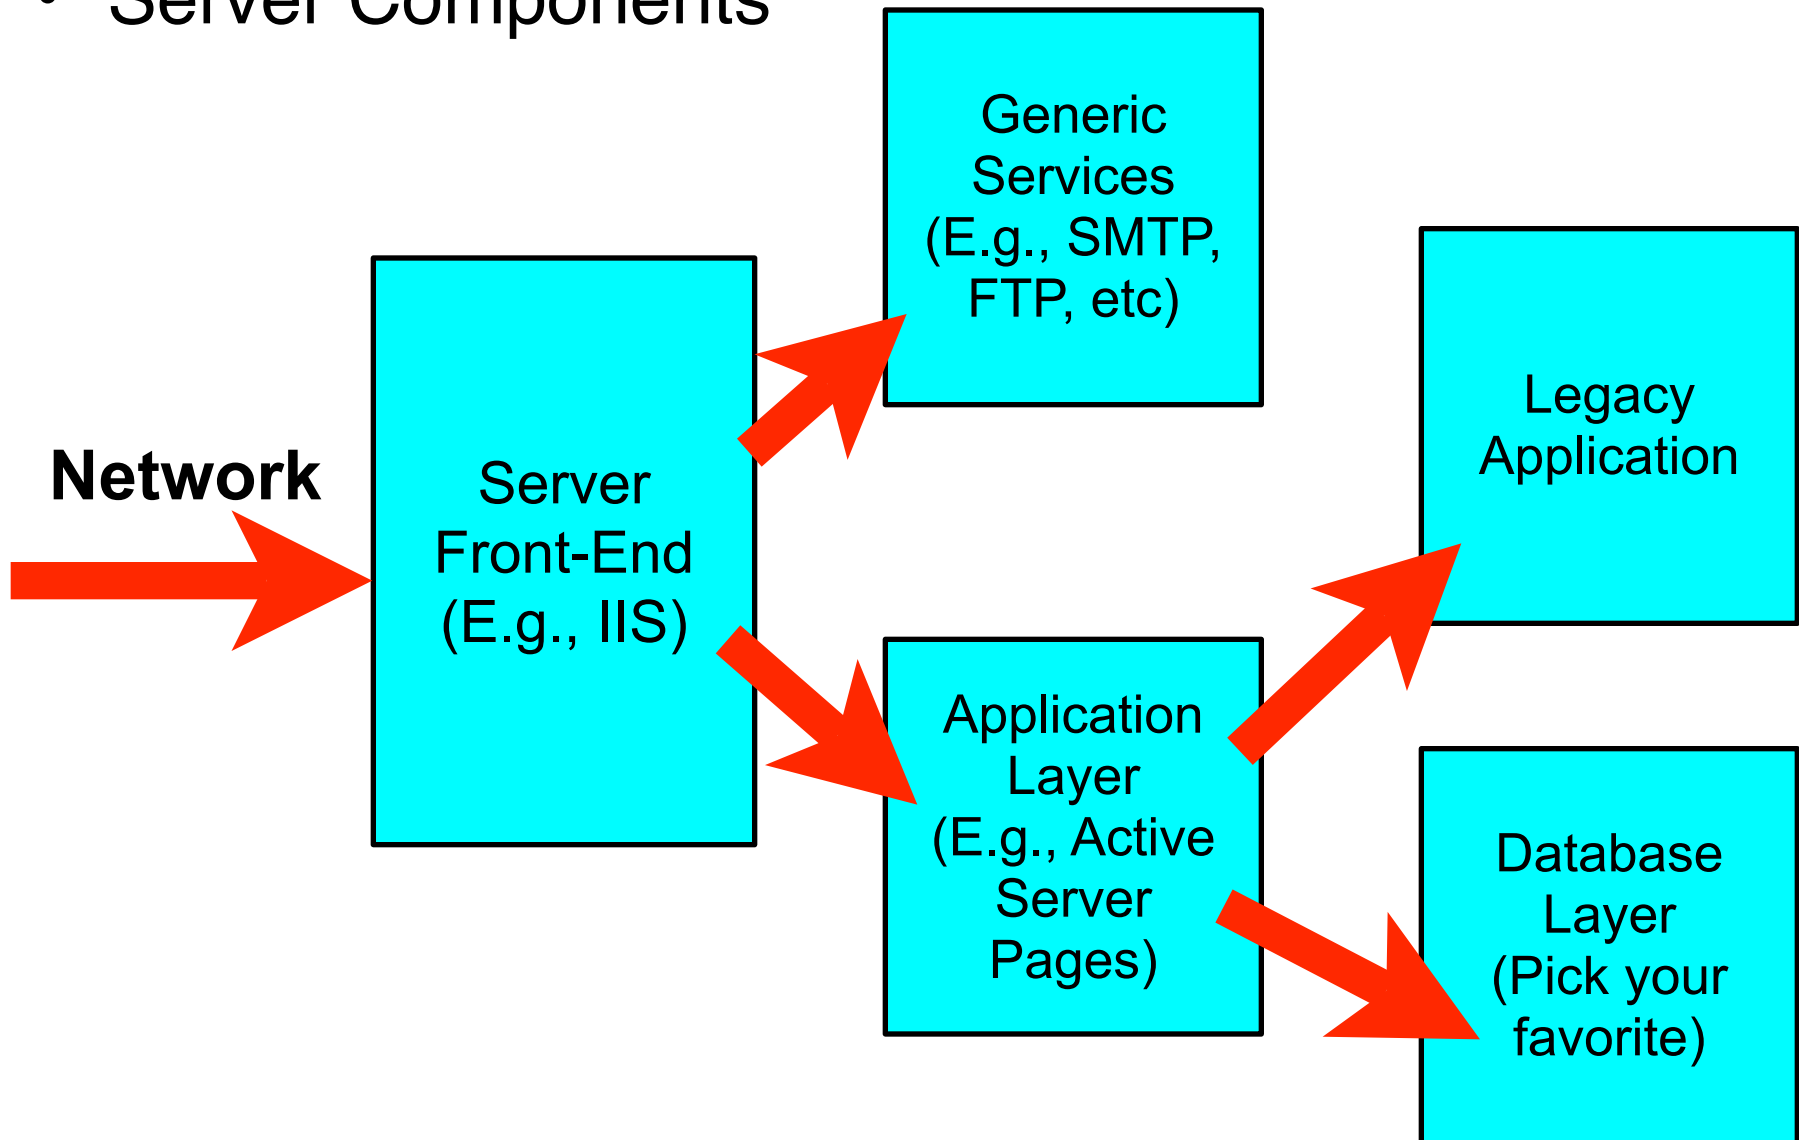 • Server Components
Generic
Services
(E.g., SMTP,
FTP, etc)
Network
Server
Front-End
(E.g., IIS)
Legacy
Application
Application
Layer
(E.g., Active
Server
Pages)
Database
Layer
(Pick your
favorite)